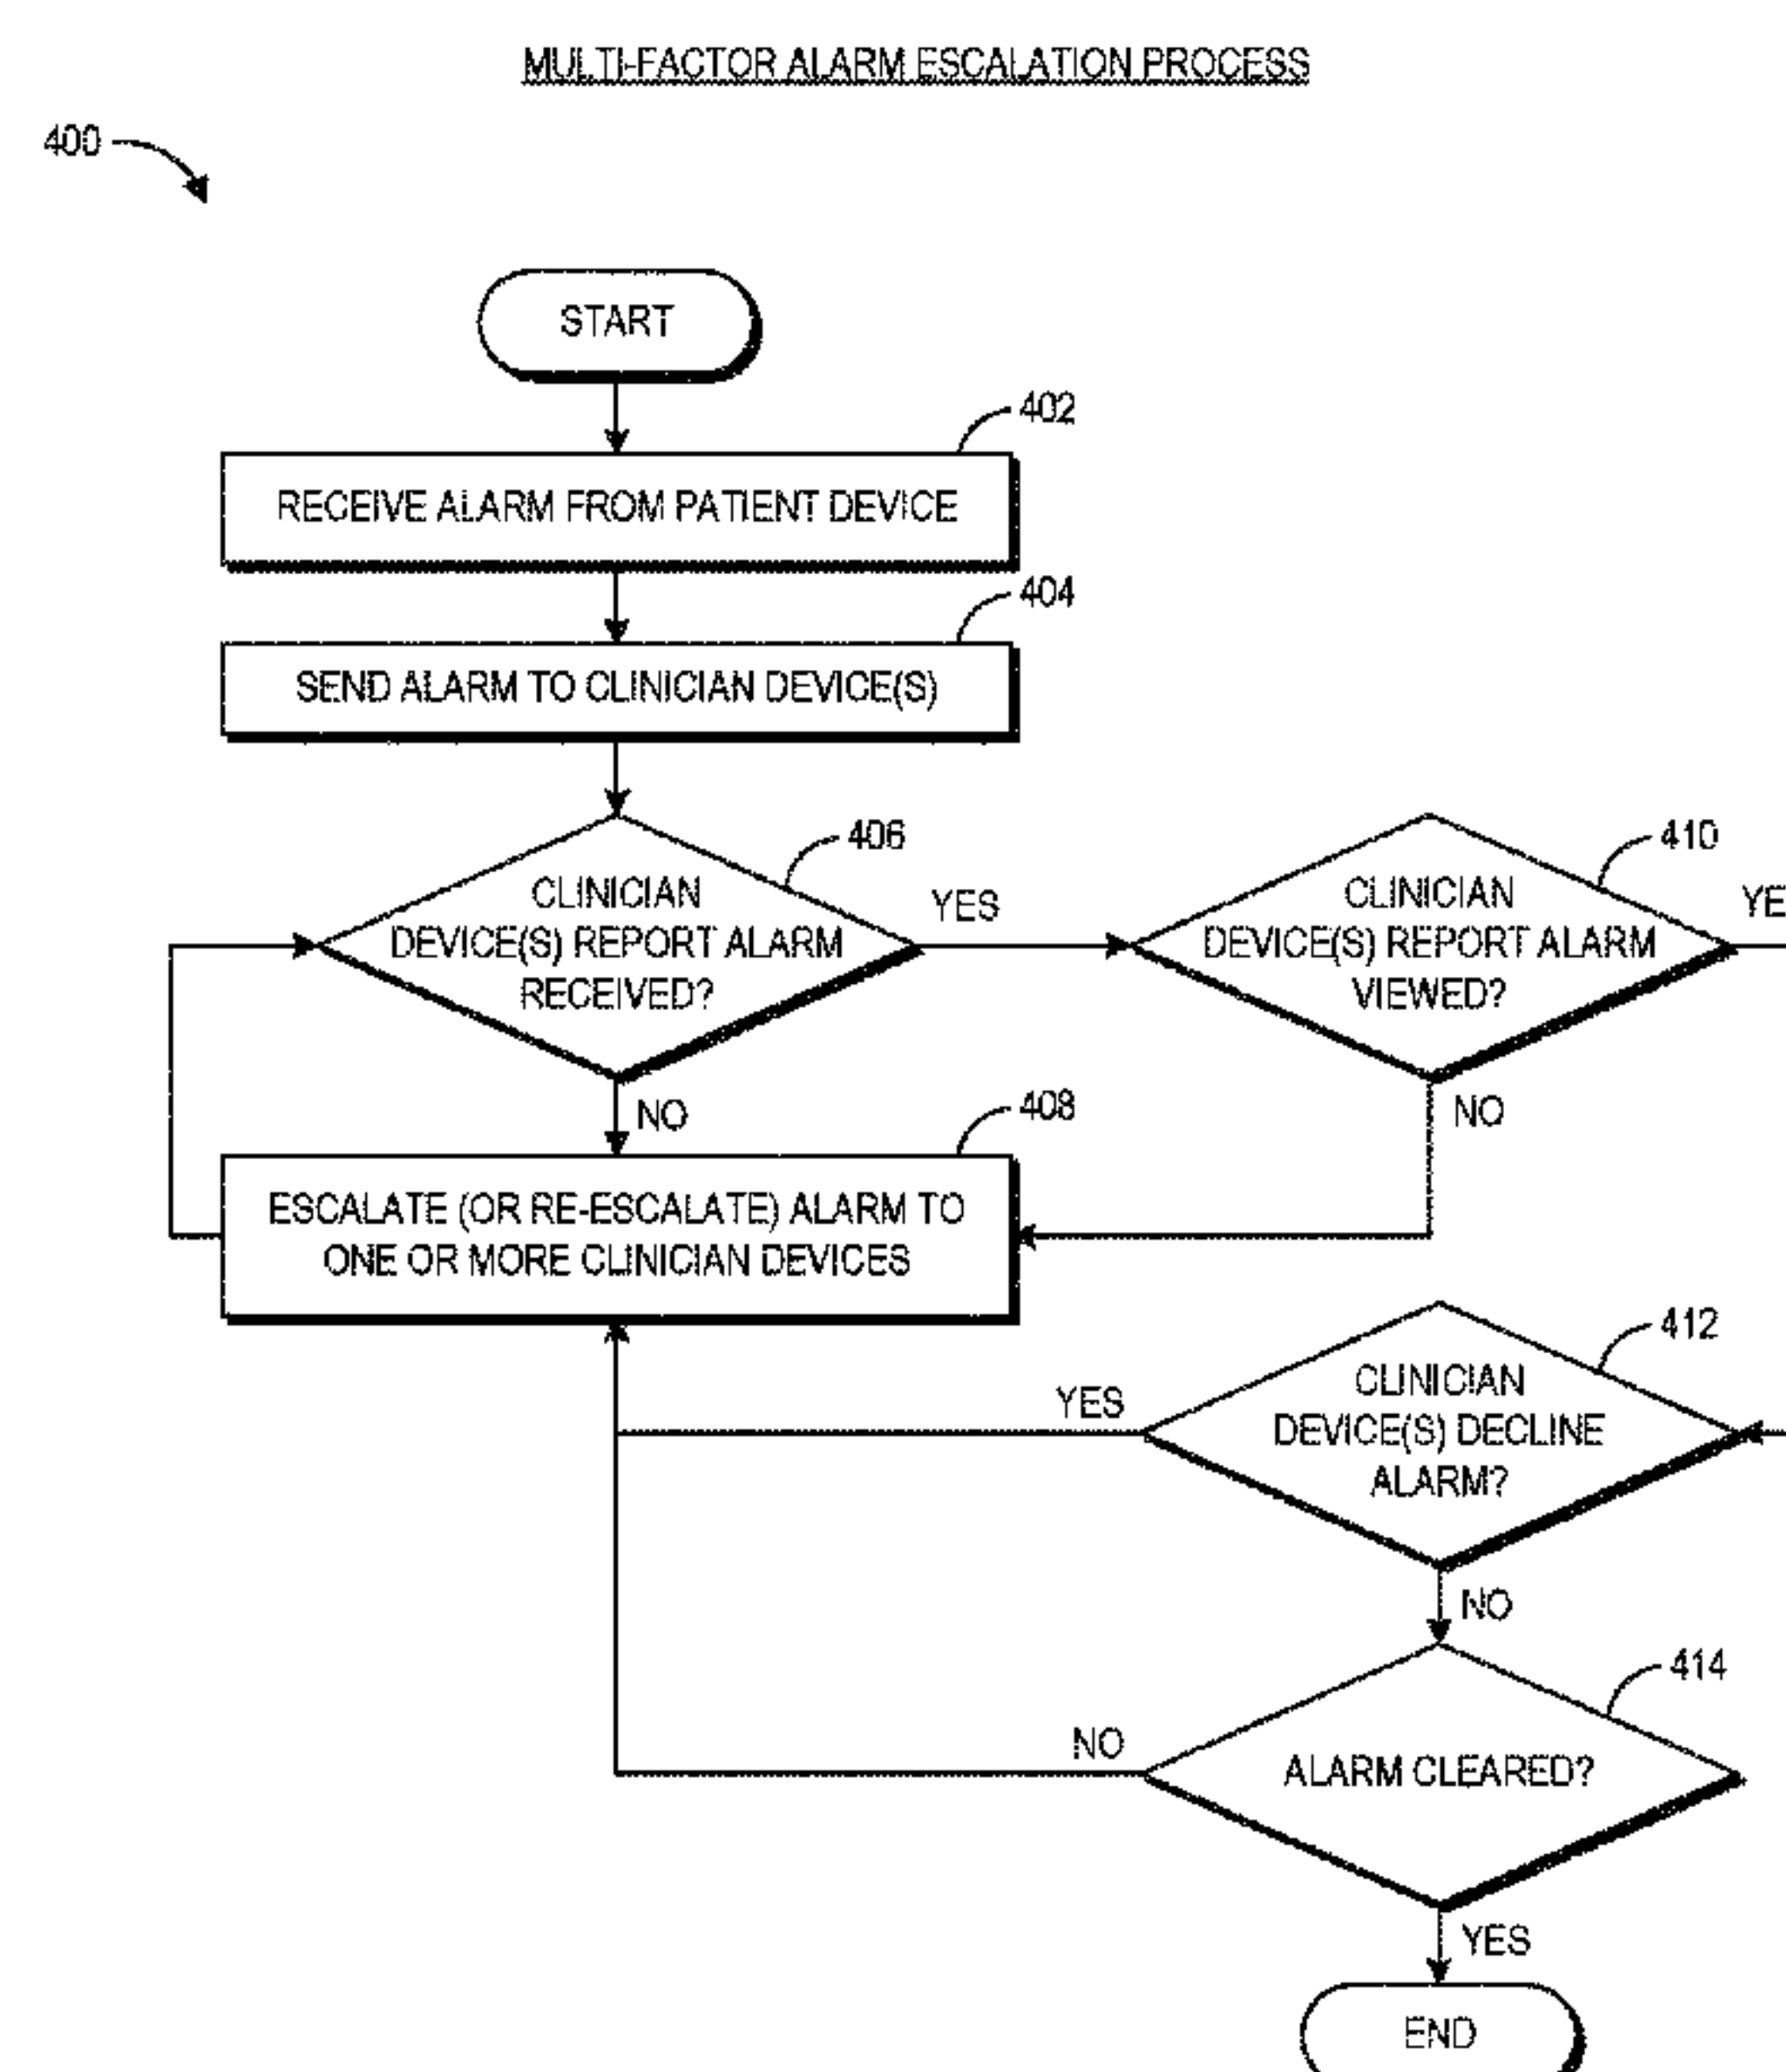 MULTI-FACTOR ALARM ESCALATION PROCESS
400
START
402
RECEIVE ALARM FROM PATIENT DEVICE
404
SEND ALARM TO CLINICIAN DEVICE(S)
406
CLINICIAN
DEVICE(S) REPORT ALARM
RECEIVED?
YES
410
CLINICIAN
DEVICE(S) REPORT ALARM
VIEWED?
YE
NO
408
NO
ESCALATE (OR RE-ESCALATE) ALARM TO
ONE OR MORE CLINICIAN DEVICES
412
CLINICIAN
DEVICE(S) DECLINE
ALARM?
YES
NO
414
ALARM CLEARED?
NO
YES
END